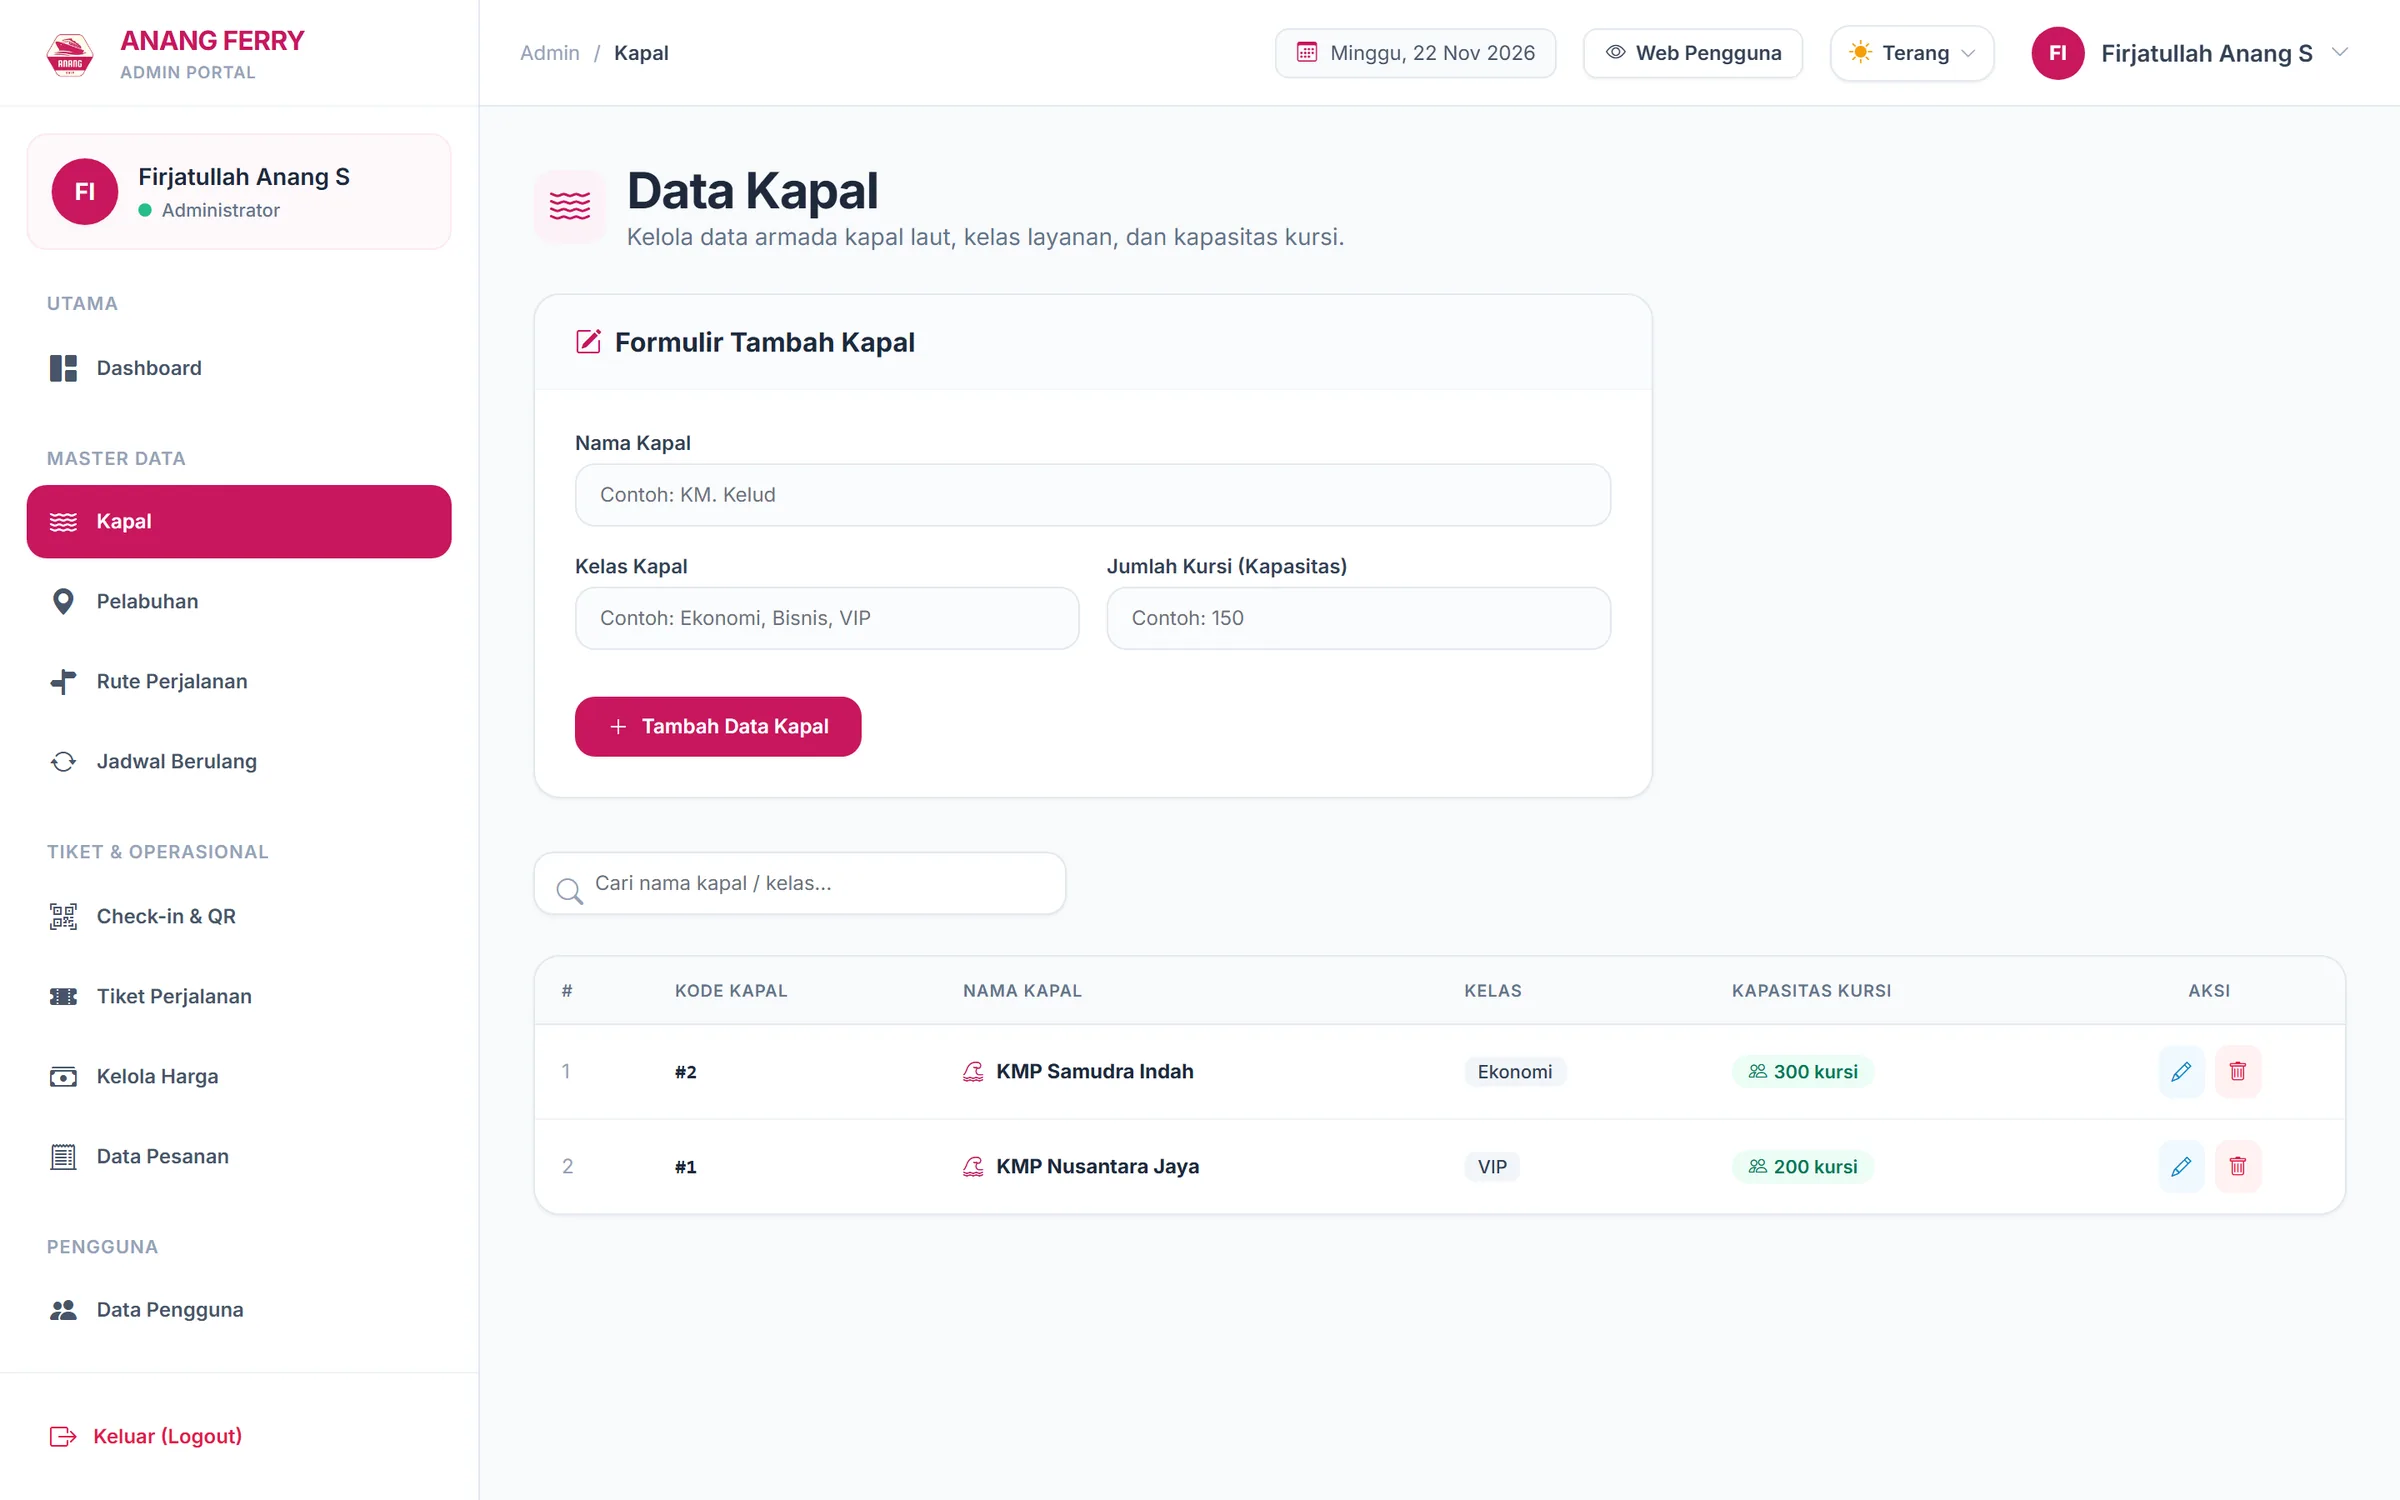 ANANG FERRY
ADMIN PORTAL
ANANG
Admin / Kapal
Minggu, 22 Nov 2026
Web Pengguna
Terang
FI
Firjatullah Anang S
FI
Firjatullah Anang S
Administrator
UTAMA
Dashboard
MASTER DATA
Kapal
Pelabuhan
Rute Perjalanan
Jadwal Berulang
TIKET & OPERASIONAL
Check-in & QR
Tiket Perjalanan
Kelola Harga
Data Pesanan
PENGGUNA
Data Pengguna
Keluar (Logout)
Data Kapal
Kelola data armada kapal laut, kelas layanan, dan kapasitas kursi.
Formulir Tambah Kapal
Nama Kapal
Contoh: KM. Kelud
Kelas Kapal
Jumlah Kursi (Kapasitas)
Contoh: Ekonomi, Bisnis, VIP
Contoh: 150
Tambah Data Kapal
Cari nama kapal / kelas...
# KODE KAPAL NAMA KAPAL KELAS KAPASITAS KURSI AKSI
1 #2 KMP Samudra Indah Ekonomi 300 kursi
2 #1 KMP Nusantara Jaya VIP 200 kursi